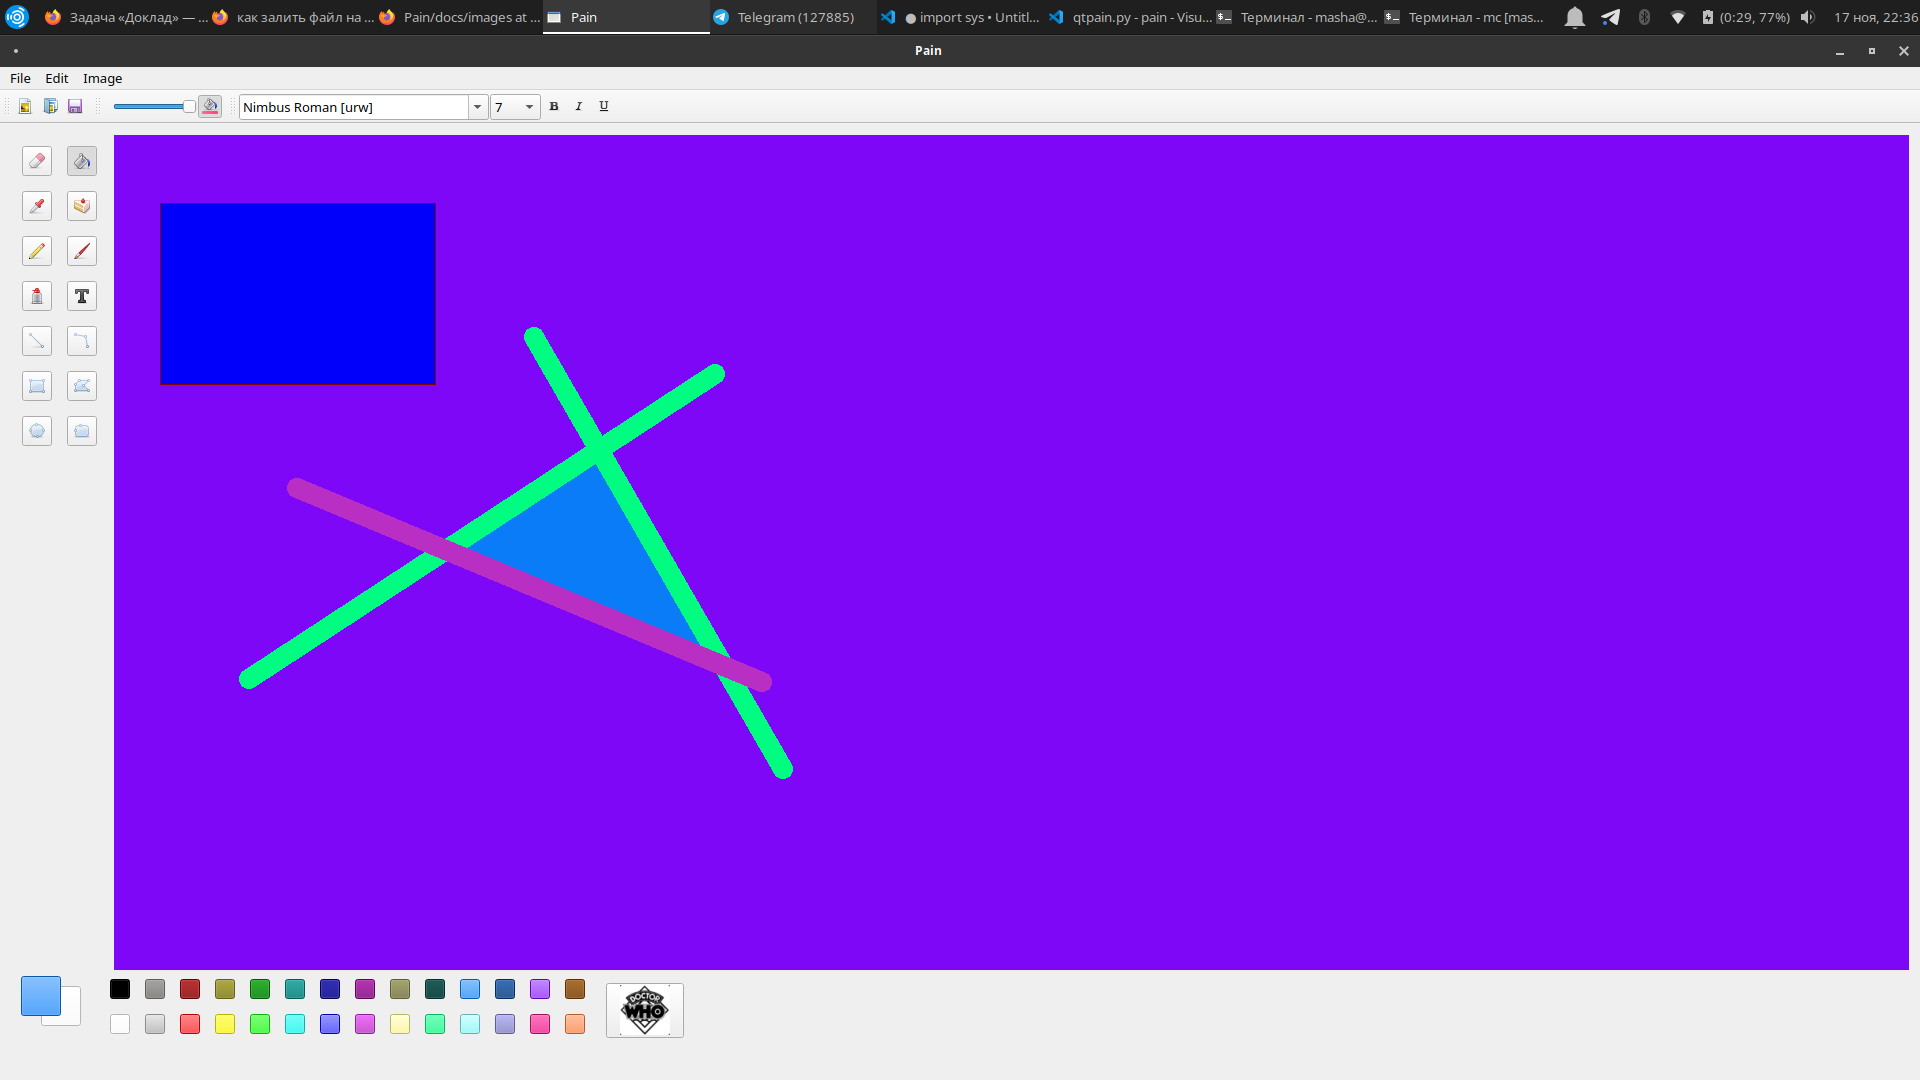 Задача «Доклад» — ... как залить файл на ... Pain/docs/images at ... Pain Telegram (127885) ● import sys • Untitl... qtpain.py - pain - Visu... Терминал - masha@... Терминал - mc [mas... (0:29, 77%) 17 ноя, 22:36
Pain
File Edit Image
Nimbus Roman [urw] 7 B I U
T
DOCTOR
WHO